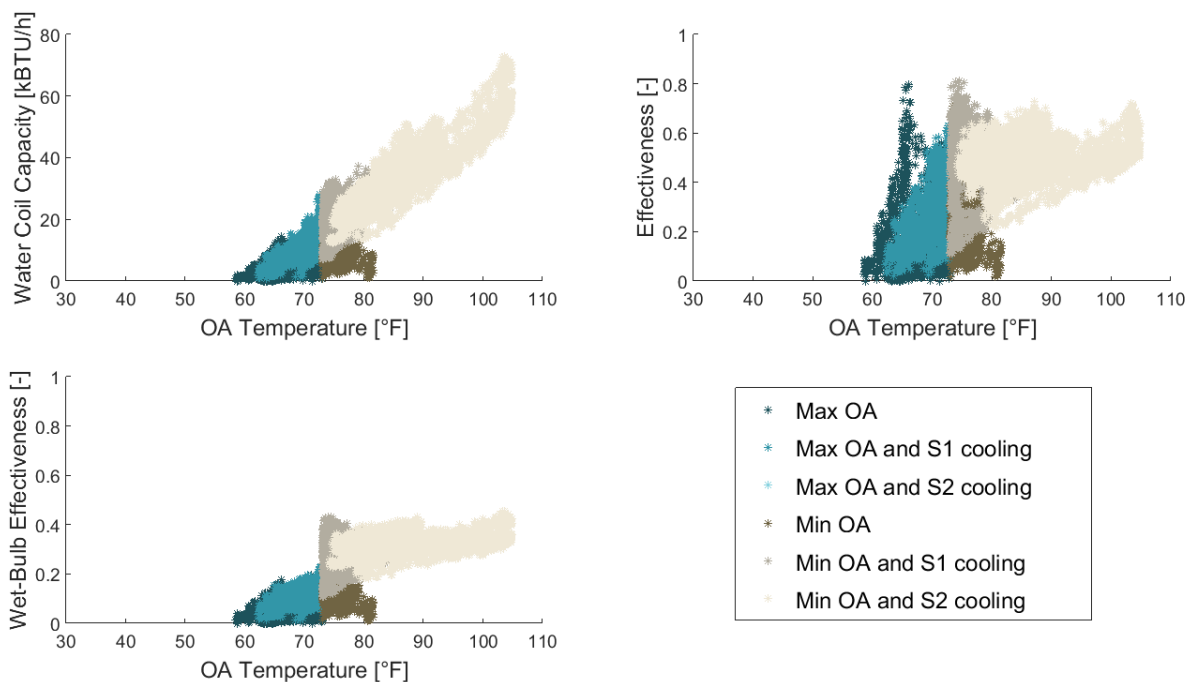 Water Coil Capacity [kBTU/h]
80
60
40
20
0
30 40 50 60 70 80 90 100 110
OA Temperature [°F]
Effectiveness [-]
1
0.8
0.6
0.4
0.2
0
30 40 50 60 70 80 90 100 110
OA Temperature [°F]
Wet-Bulb Effectiveness [-]
1
0.8
0.6
0.4
0.2
0
30 40 50 60 70 80 90 100 110
OA Temperature [°F]
Max OA
Max OA and S1 cooling
Max OA and S2 cooling
Min OA
Min OA and S1 cooling
Min OA and S2 cooling